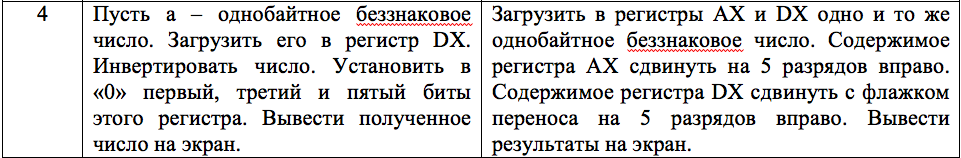 4
Пусть а – однобайтное беззнаковое
число. Загрузить его в регистр DX.
Инвертировать число. Установить в
«0» первый, третий и пятый биты
этого регистра. Вывести полученное
число на экран.
Загрузить в регистры AX и DX одно и то же
однобайтное беззнаковое число. Содержимое
регистра AX сдвинуть на 5 разрядов вправо.
Содержимое регистра DX сдвинуть с флажком
переноса на 5 разрядов вправо. Вывести
результаты на экран.